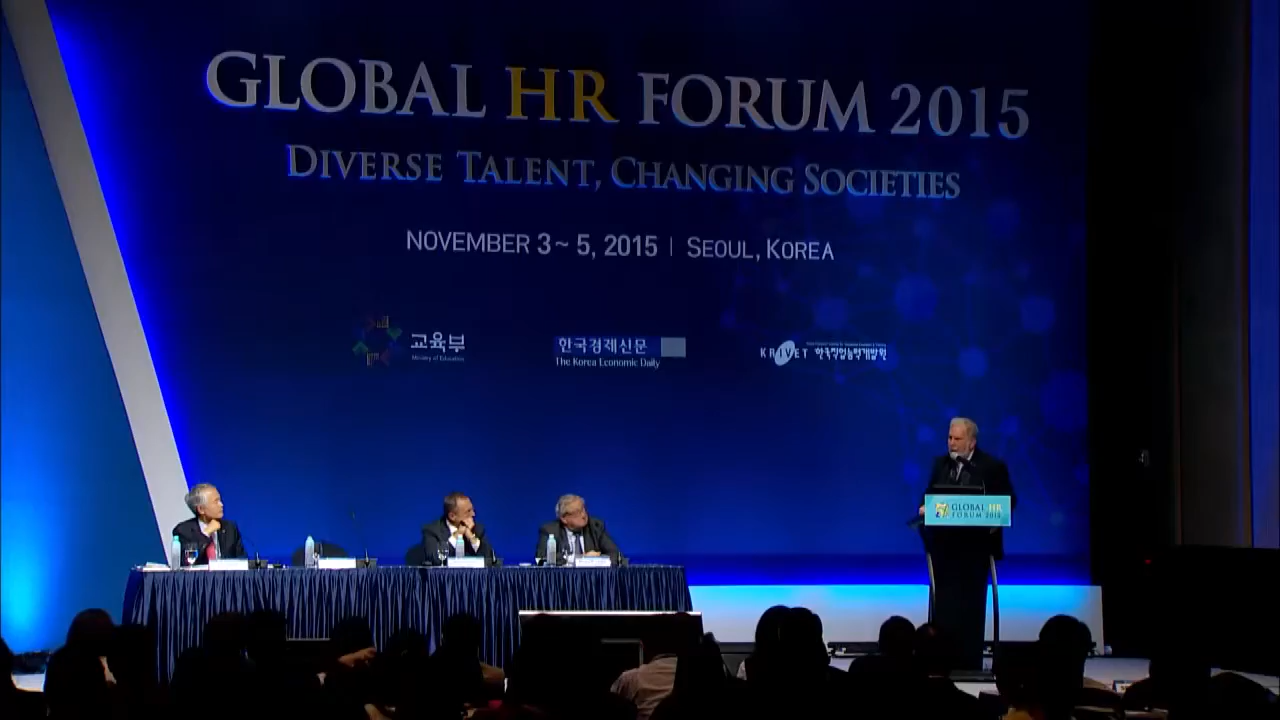 GLOBAL HR FORUM 2015
DIVERSE TALENT, CHANGING SOCIETIES
NOVEMBER 3 ~ 5, 2015 | SEOUL, KOREA
교육부
Ministry of Education
한국경제신문
The Korea Economic Daily
KRIVET 한국직업능력개발원
GLOBAL HR
FORUM 2015